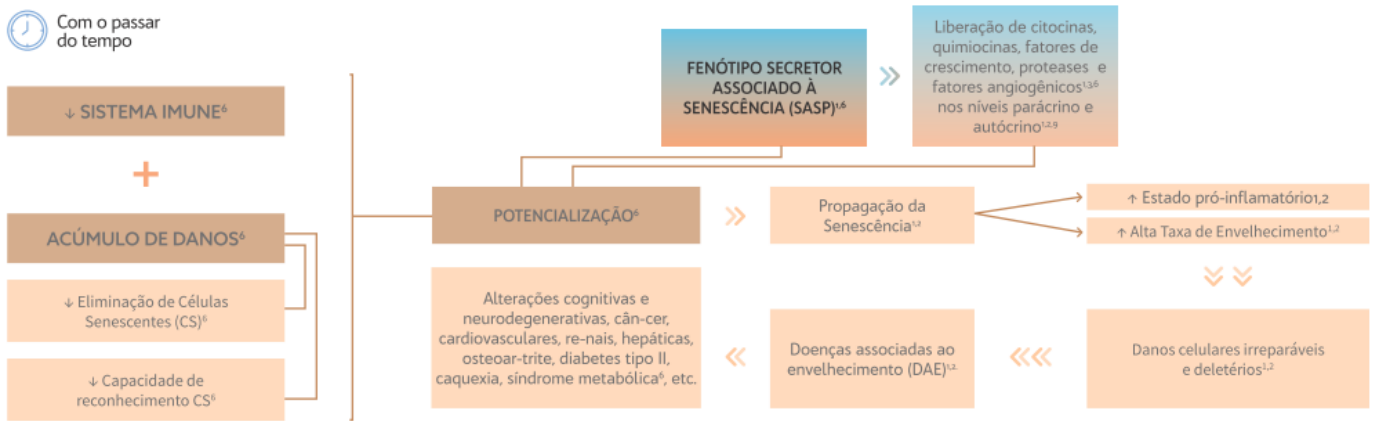 Com o passar
do tempo
↓ SISTEMA IMUNE⁶
+
ACÚMULO DE DANOS⁶
↓ Eliminação de Células
Senescentes (CS)⁶
↓ Capacidade de
reconhecimento CS⁶
FENÓTIPO SECRETOR
ASSOCIADO À
SENESCÊNCIA (SASP)¹,⁶
Liberação de citocinas,
quimiocinas, fatores de
crescimento, proteases e
fatores angiogênicos¹,³,⁶
nos níveis parácrino e
autócrino¹,²,⁹
POTENCIALIZAÇÃO⁶
Propagação da
Senescência¹,²
↑ Estado pró-inflamatório1,2
↑ Alta Taxa de Envelhecimento¹,²
Danos celulares irreparáveis
e deletérios¹,²
Doenças associadas ao
envelhecimento (DAE)¹,².
Alterações cognitivas e
neurodegenerativas, cân-cer,
cardiovasculares, re-nais, hepáticas,
osteoar-trite, diabetes tipo II,
caquexia, síndrome metabólica⁶, etc.